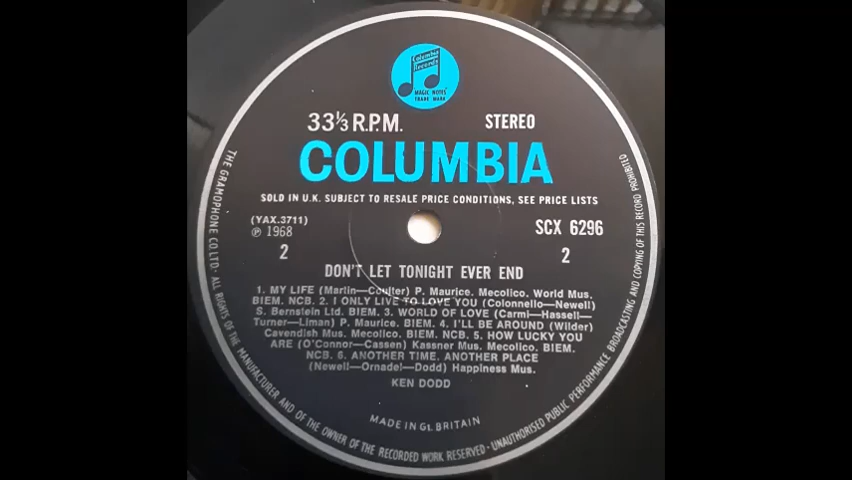 Columbia
Records
MAGIC NOTES
TRADE MARK
33⅓ R.P.M. STEREO
COLUMBIA
SOLD IN U.K. SUBJECT TO RESALE PRICE CONDITIONS, SEE PRICE LISTS
(YAX.3711) SCX 6296
Ⓟ 1968
2 2
DON'T LET TONIGHT EVER END
1. MY LIFE (Martin—Coulter) P. Maurice. Mecolico. World Mus,
BIEM. NCB. 2. I ONLY LIVE TO LOVE YOU (Colonnello—Newell)
S. Bernstein Ltd. BIEM. 3. WORLD OF LOVE (Carmi—Hassell—
Turner—Liman) P. Maurice. BIEM. 4. I'LL BE AROUND (Wilder)
Cavendish Mus. Mecolico. BIEM. NCB. 5. HOW LUCKY YOU
ARE (O'Connor—Cassen) Kassner Mus. Mecolico. BIEM.
NCB. 6. ANOTHER TIME, ANOTHER PLACE
(Newell—Ornadel—Dodd) Happiness Mus.
KEN DODD
MADE IN Gt. BRITAIN
THE GRAMOPHONE CO. LTD. · ALL RIGHTS OF THE MANUFACTURER AND OF THE OWNER OF THE RECORDED WORK RESERVED · UNAUTHORISED PUBLIC PERFORMANCE BROADCASTING AND COPYING OF THIS RECORD PROHIBITED